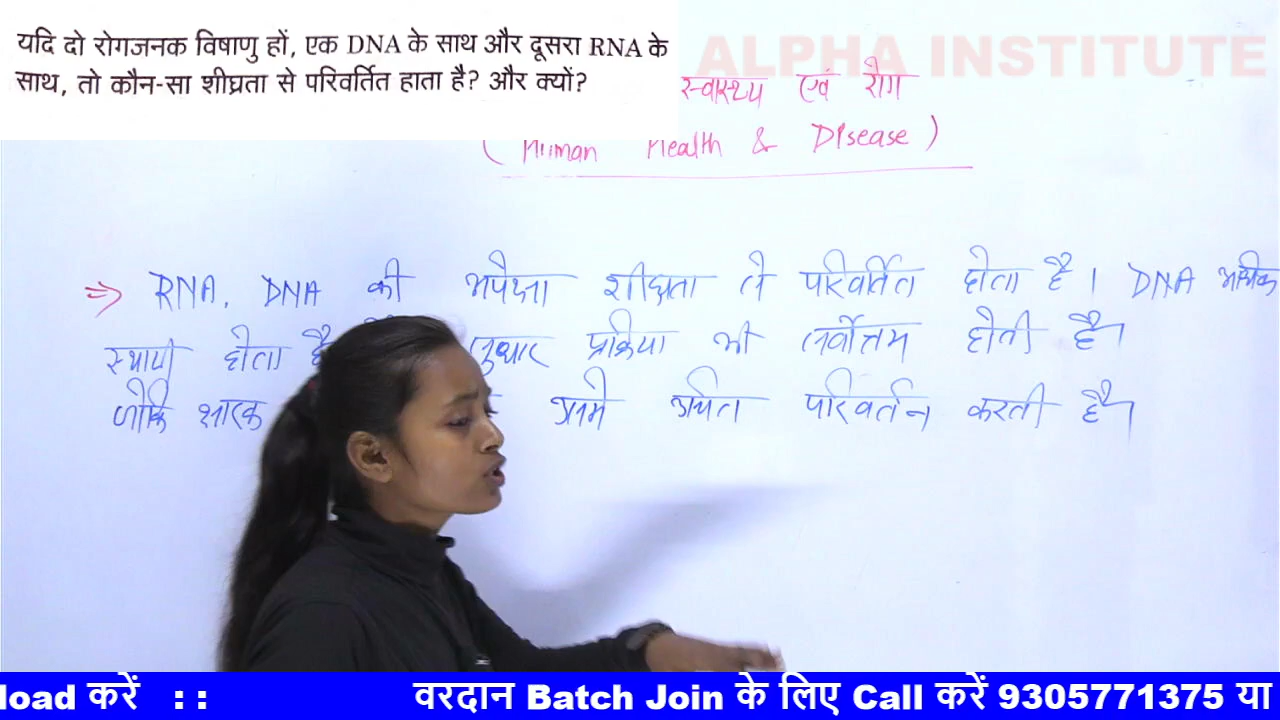 यदि दो रोगजनक विषाणु हों, एक DNA के साथ और दूसरा RNA के
साथ, तो कौन-सा शीघ्रता से परिवर्तित हाता है? और क्यों?
ALPHA INSTITUTE
स्वास्थ्य एवं रोग
( Human Health & Disease )
⇒ RNA, DNA की अपेक्षा शीघ्रता से परिवर्तित होता है। DNA अधिक
स्थायी होता है प्रक्रिया भी सर्वोत्तम होती है।
जोकि क्षारक परिवर्तन करती है।
load करें : : वरदान Batch Join के लिए Call करें 9305771375 या